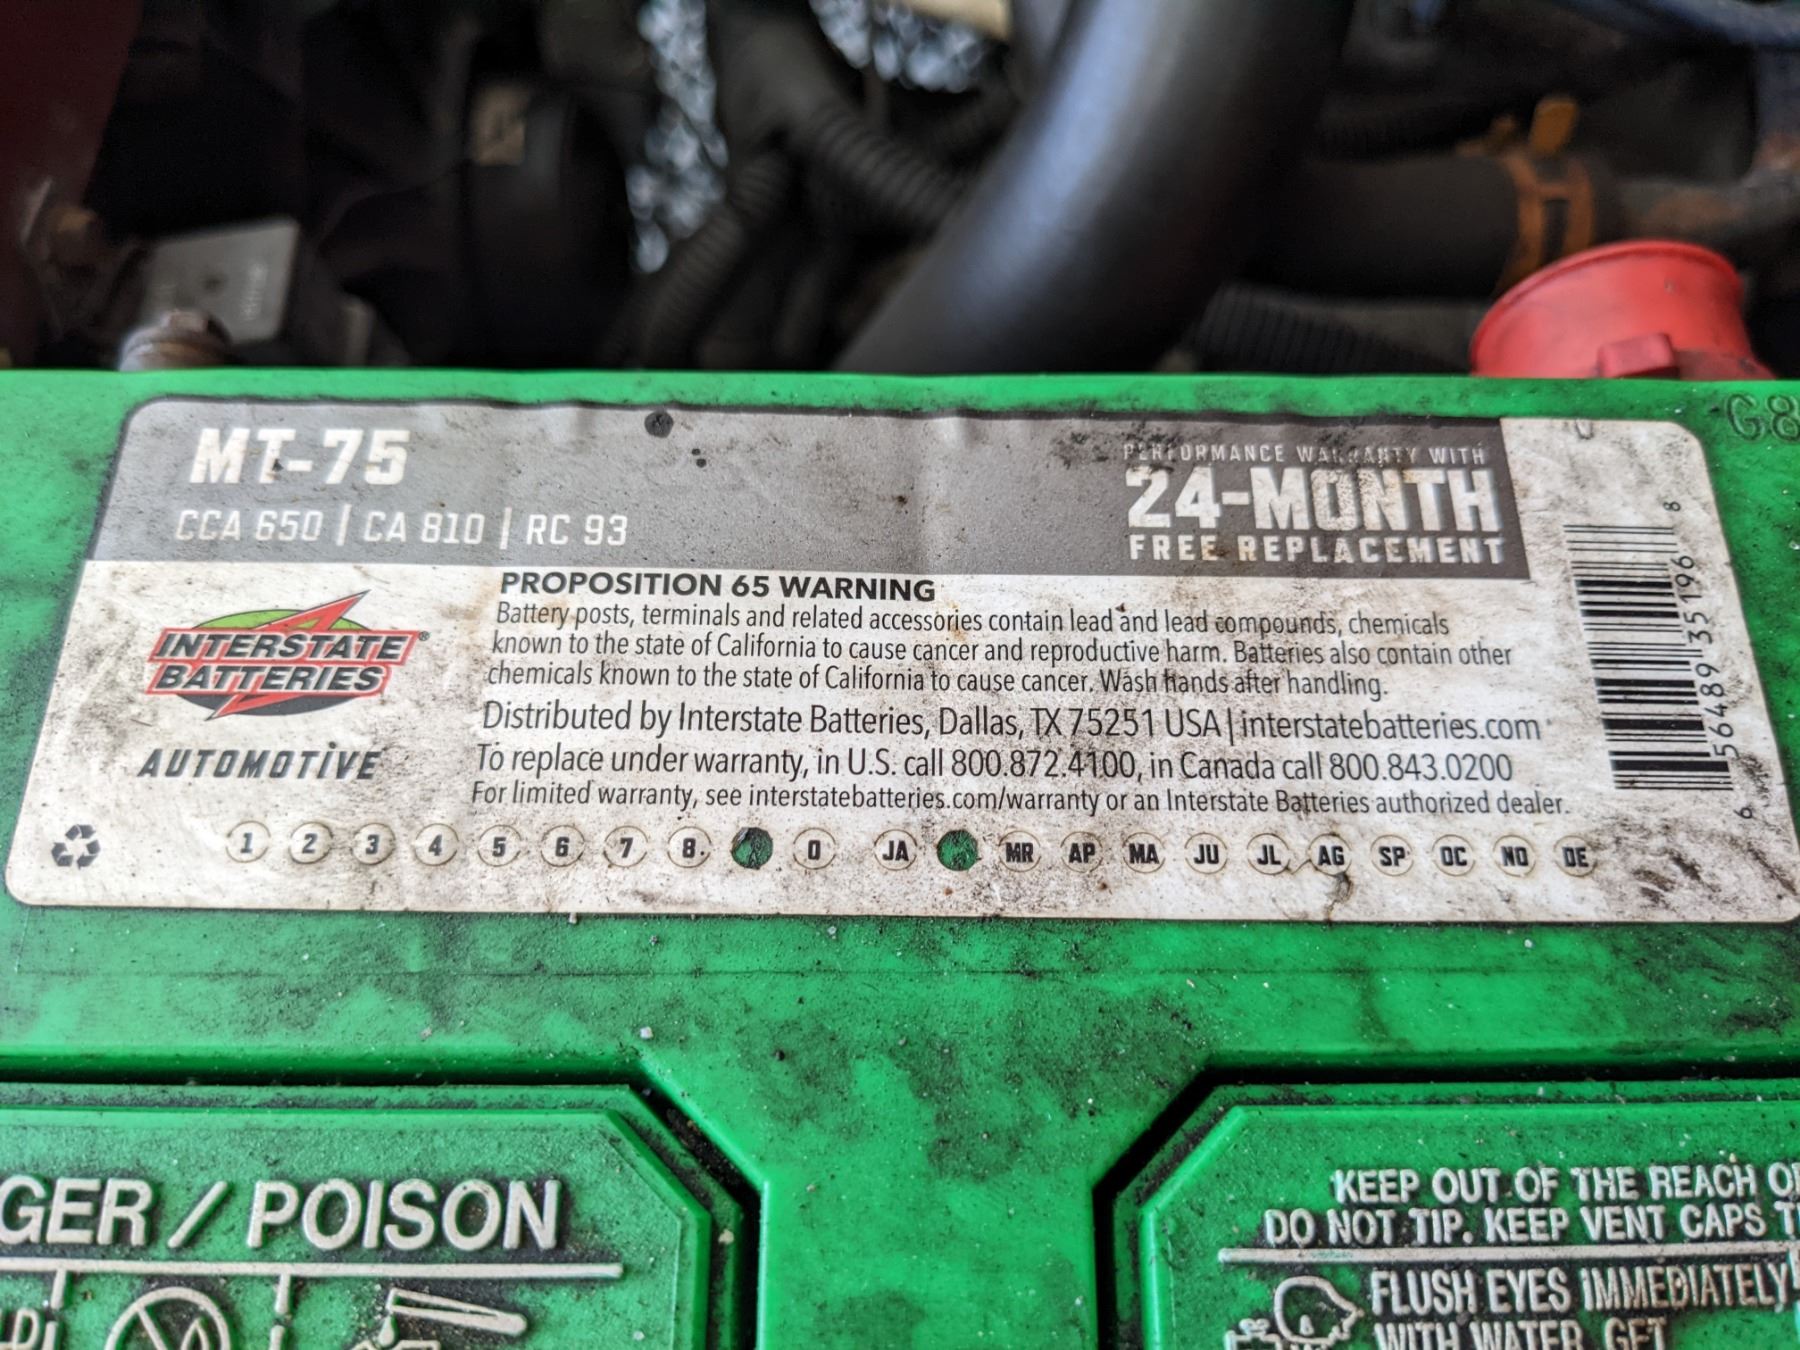 MT-75
CCA 650 | CA 810 | RC 93
PERFORMANCE WARRANTY WITH
24-MONTH
FREE REPLACEMENT
PROPOSITION 65 WARNING
Battery posts, terminals and related accessories contain lead and lead compounds, chemicals
known to the state of California to cause cancer and reproductive harm. Batteries also contain other
chemicals known to the state of California to cause cancer. Wash hands after handling.
Distributed by Interstate Batteries, Dallas, TX 75251 USA | interstatebatteries.com
To replace under warranty, in U.S. call 800.872.4100, in Canada call 800.843.0200
For limited warranty, see interstatebatteries.com/warranty or an Interstate Batteries authorized dealer.
INTERSTATE
BATTERIES®
AUTOMOTIVE
1 2 3 4 5 6 7 8 0 JA MR AP MA JU JL AG SP OC NO DE
6 56489 35196 8
G8
GER / POISON
KEEP OUT OF THE REACH O
DO NOT TIP. KEEP VENT CAPS T
FLUSH EYES IMMEDIATELY
WITH WATER. GET